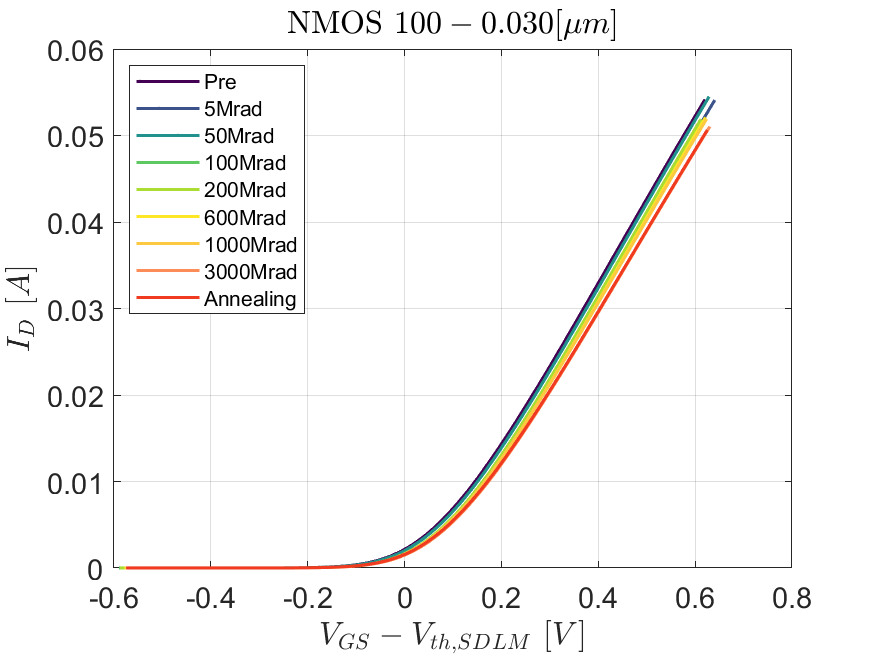 NMOS 100 − 0.030[μm]
0.06
0.05
0.04
0.03
0.02
0.01
0
I_D [A]
Pre
5Mrad
50Mrad
100Mrad
200Mrad
600Mrad
1000Mrad
3000Mrad
Annealing
-0.6 -0.4 -0.2 0 0.2 0.4 0.6 0.8
V_GS − V_th,SDLM [V]